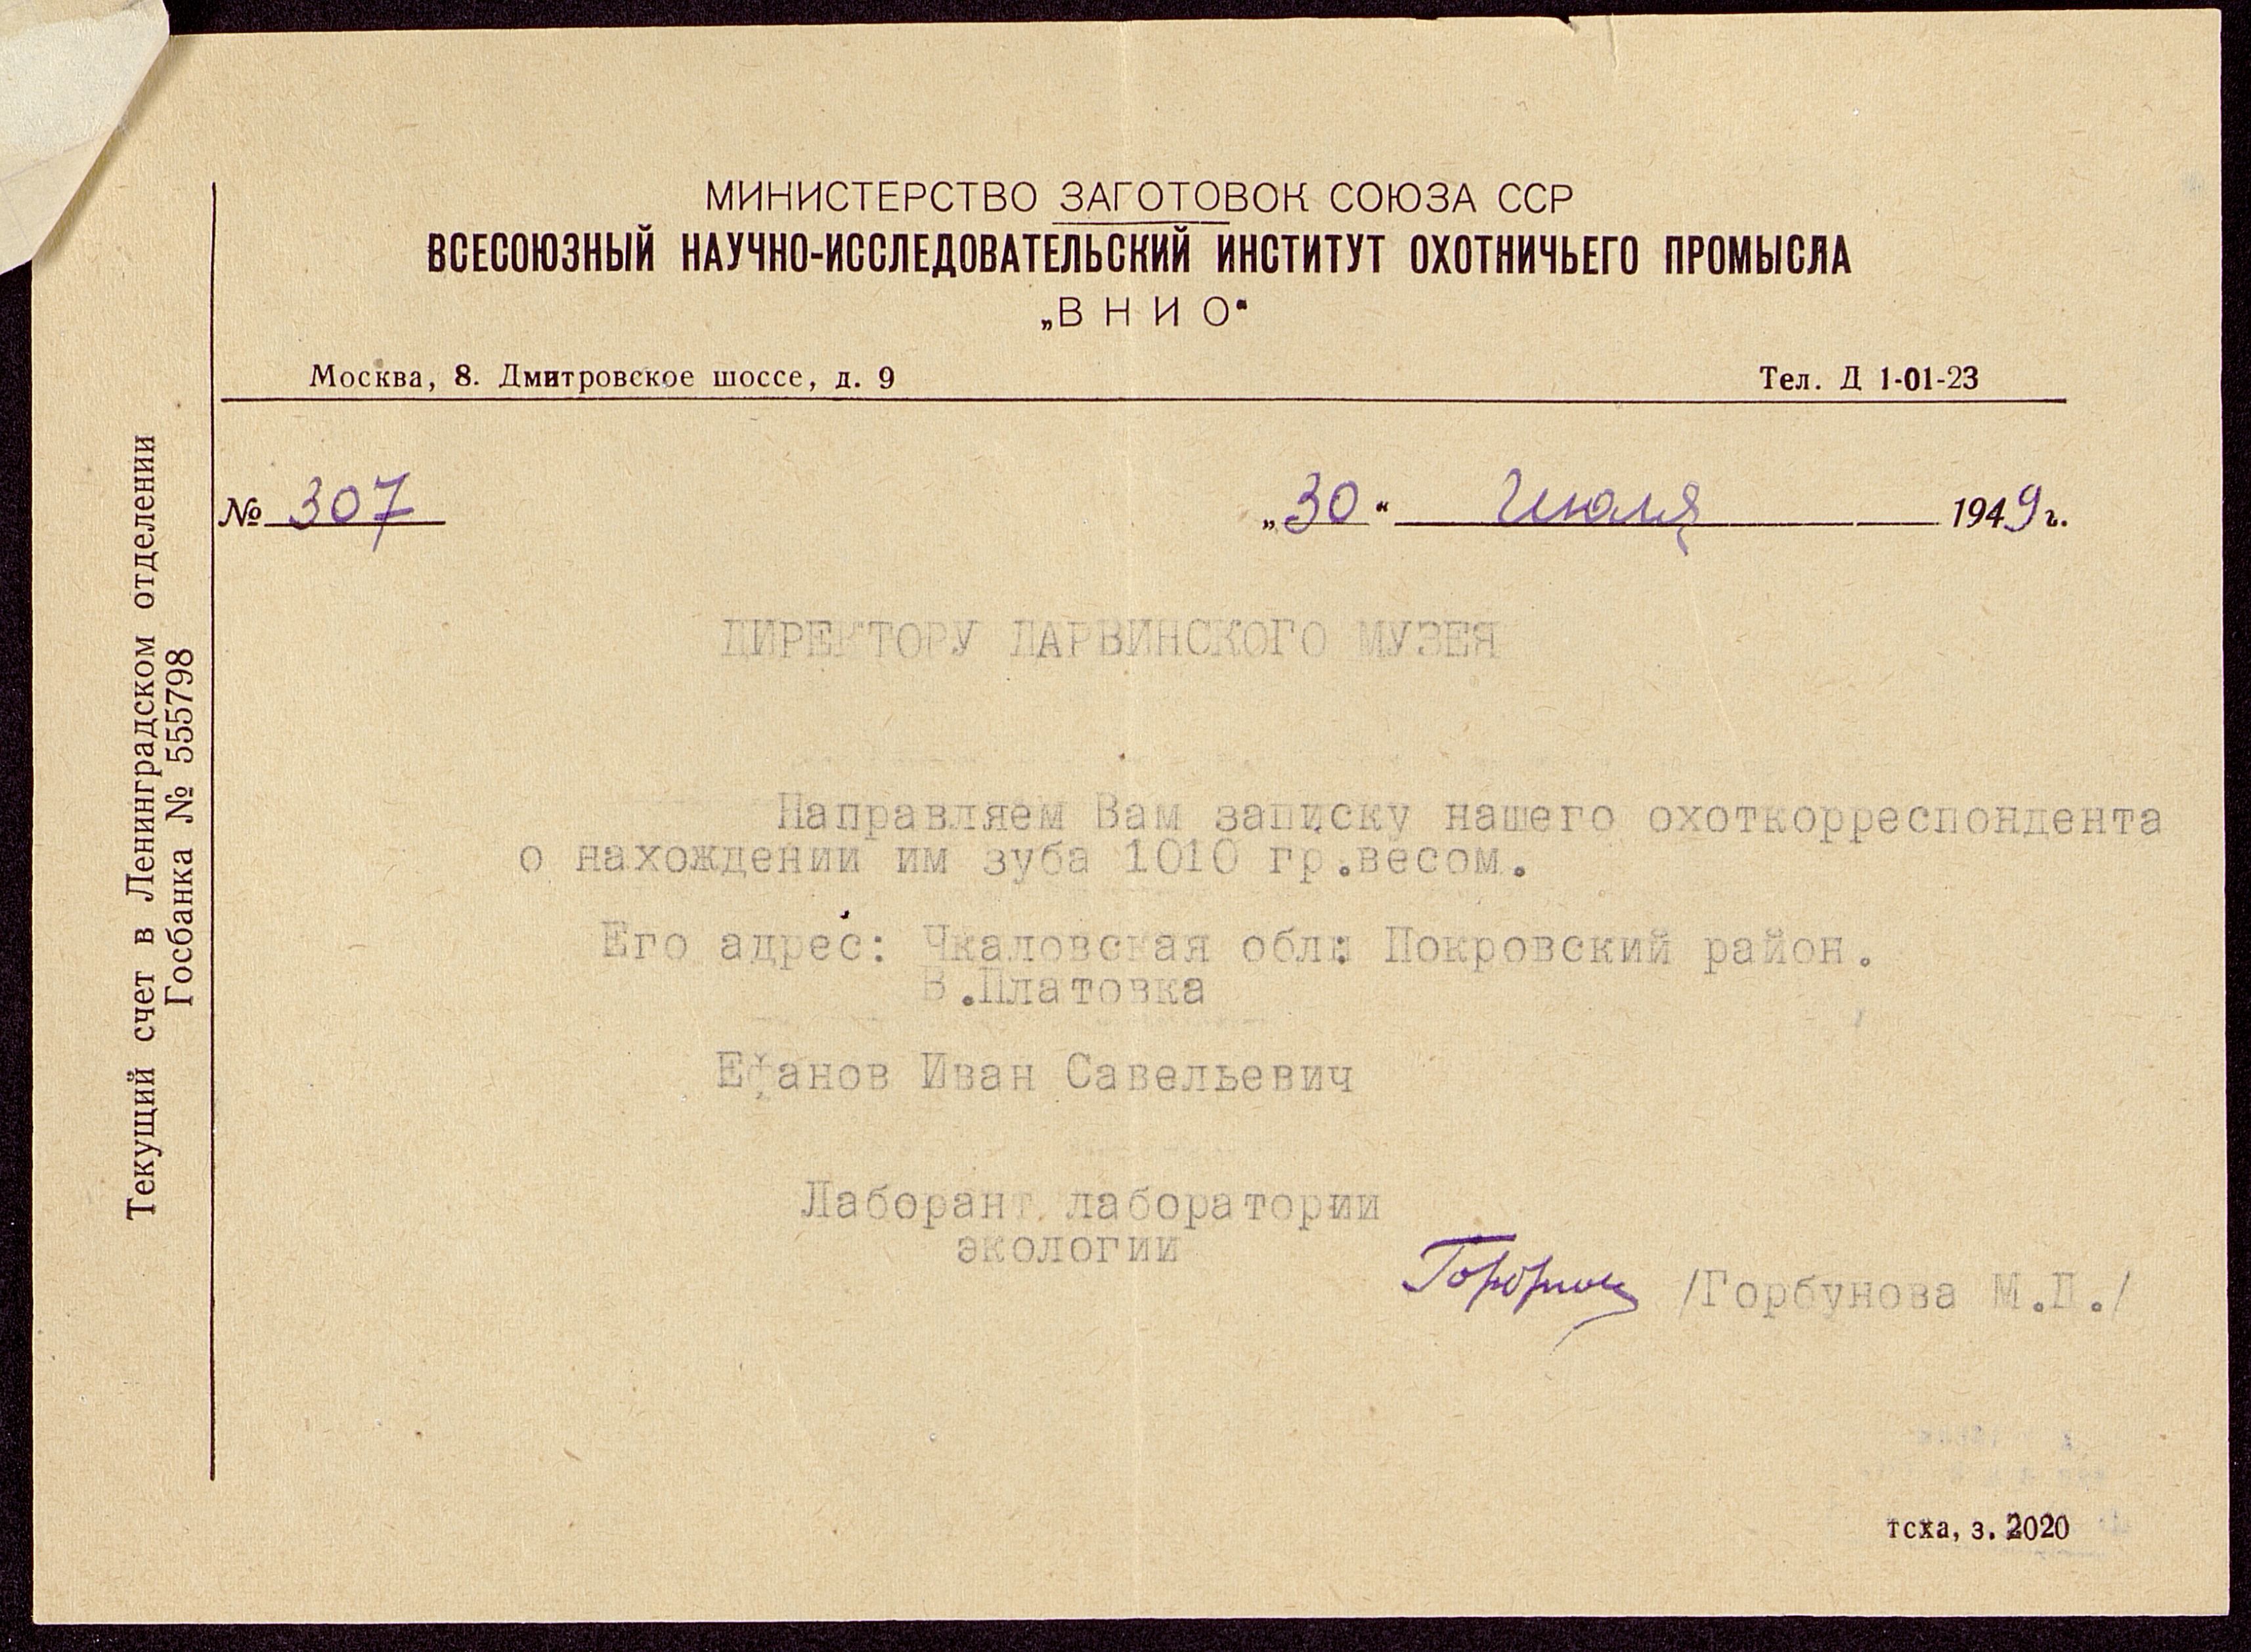 МИНИСТЕРСТВО ЗАГОТОВОК СОЮЗА ССР
ВСЕСОЮЗНЫЙ НАУЧНО-ИССЛЕДОВАТЕЛЬСКИЙ ИНСТИТУТ ОХОТНИЧЬЕГО ПРОМЫСЛА
„ВНИО“
Москва, 8. Дмитровское шоссе, д. 9 Тел. Д 1-01-23
Текущий счет в Ленинградском отделении
Госбанка № 555798
№ 307 „30“ Июля 1949 г.
ДИРЕКТОРУ ДАРВИНСКОГО МУЗЕЯ
Направляем Вам записку нашего охоткорреспондента
о нахождении им зуба 1010 гр.весом.
Его адрес: Чкаловская обл: Покровский район.
В.Платовка
Ефанов Иван Савельевич
Лаборант лаборатории
экологии
/Горбунова М.Д./
тсха, з. 2020